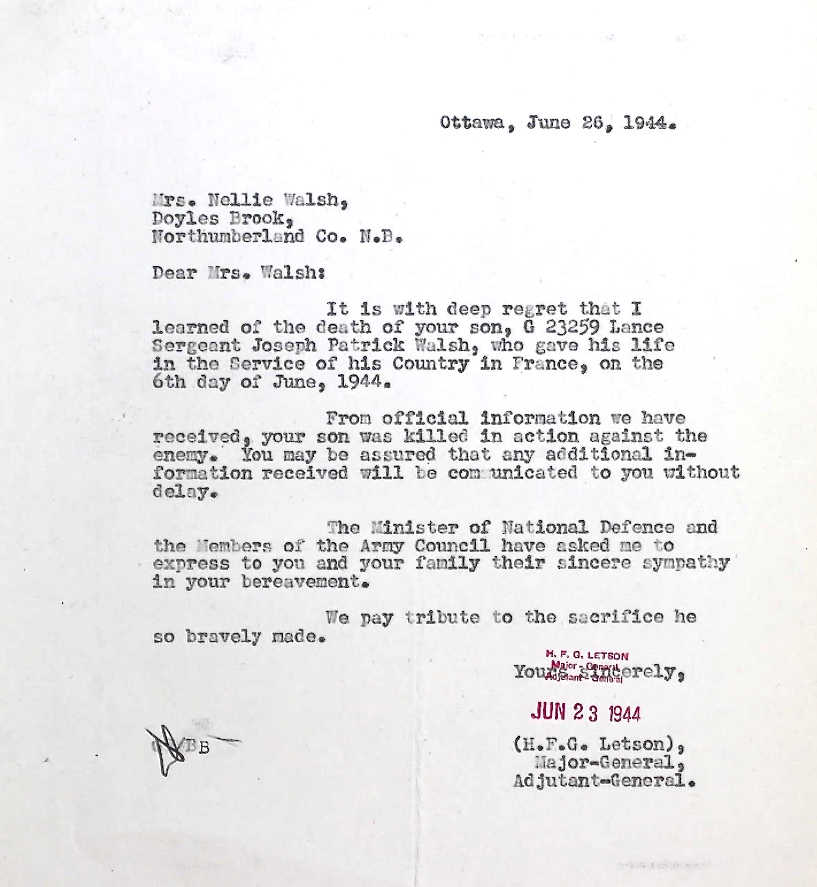 Ottawa, June 26, 1944.
Mrs. Nellie Walsh,
Doyles Brook,
Northumberland Co. N.B.
Dear Mrs. Walsh:
It is with deep regret that I
learned of the death of your son, G 23259 Lance
Sergeant Joseph Patrick Walsh, who gave his life
in the Service of his Country in France, on the
6th day of June, 1944.
From official information we have
received, your son was killed in action against the
enemy. You may be assured that any additional in-
formation received will be communicated to you without
delay.
The Minister of National Defence and
the Members of the Army Council have asked me to
express to you and your family their sincere sympathy
in your bereavement.
We pay tribute to the sacrifice he
so bravely made.
H. F. G. LETSON
Major - General
Adjutant - General
Yours sincerely,
JUN 23 1944
(H.F.G. Letson),
Major-General,
Adjutant-General.